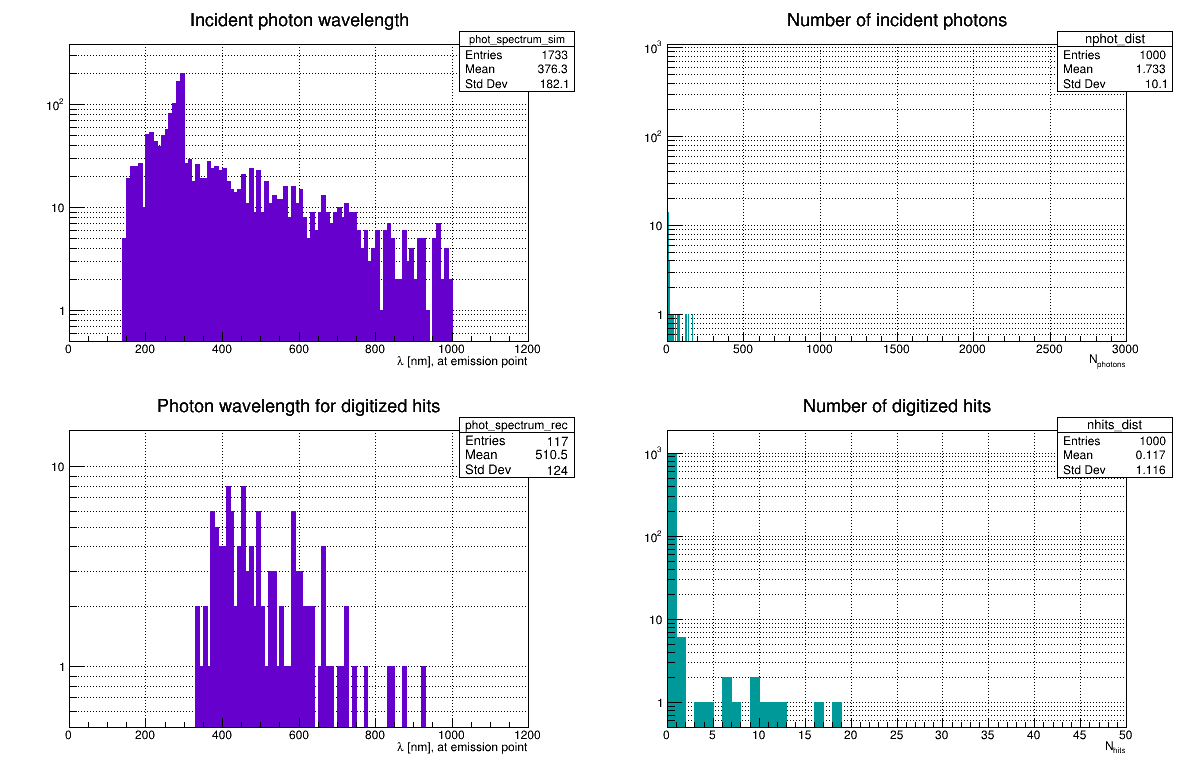 Incident photon wavelength
phot_spectrum_sim
Entries 1733
Mean 376.3
Std Dev 182.1
10²
10
1
0 200 400 600 800 1000 1200
λ [nm], at emission point
Number of incident photons
nphot_dist
Entries 1000
Mean 1.733
Std Dev 10.1
10³
10²
10
1
0 500 1000 1500 2000 2500 3000
N_photons
Photon wavelength for digitized hits
phot_spectrum_rec
Entries 117
Mean 510.5
Std Dev 124
10
1
0 200 400 600 800 1000 1200
λ [nm], at emission point
Number of digitized hits
nhits_dist
Entries 1000
Mean 0.117
Std Dev 1.116
10³
10²
10
1
0 5 10 15 20 25 30 35 40 45 50
N_hits